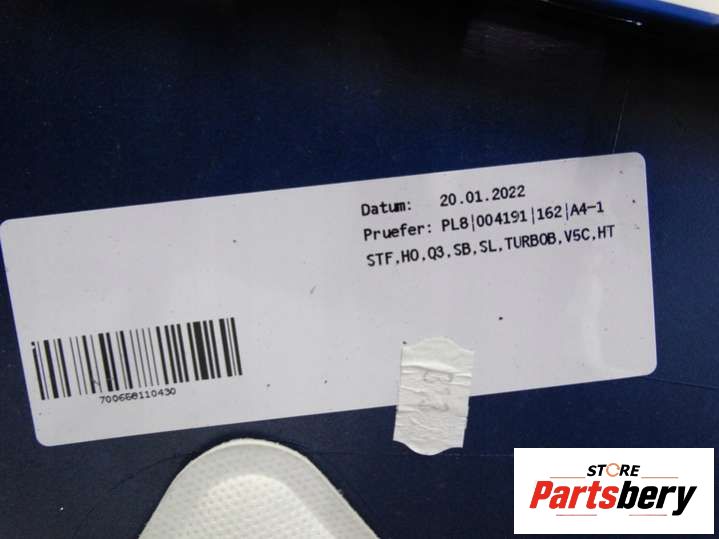 Datum: 20.01.2022
Pruefer: PL8|004191|162|A4-1
STF,HO,Q3,SB,SL,TURBOB,V5C,HT
700668110430
STORE
Partsbery